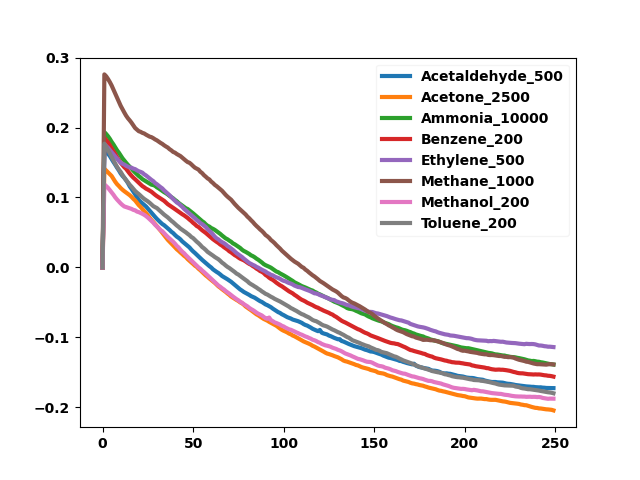 0.3
0.2
0.1
0.0
−0.1
−0.2
0
50
100
150
200
250
Acetaldehyde_500
Acetone_2500
Ammonia_10000
Benzene_200
Ethylene_500
Methane_1000
Methanol_200
Toluene_200